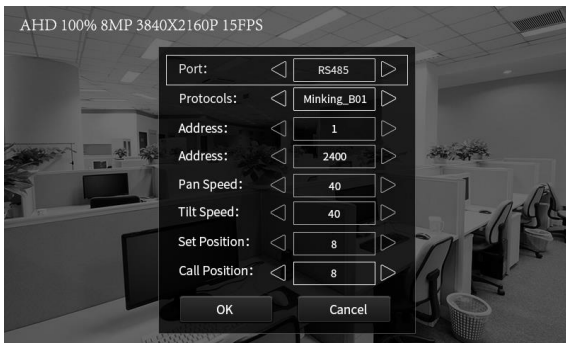 AHD 100% 8MP 3840X2160P 15FPS
Port: RS485
Protocols: Minking_B01
Address: 1
Address: 2400
Pan Speed: 40
Tilt Speed: 40
Set Position: 8
Call Position: 8
OK Cancel